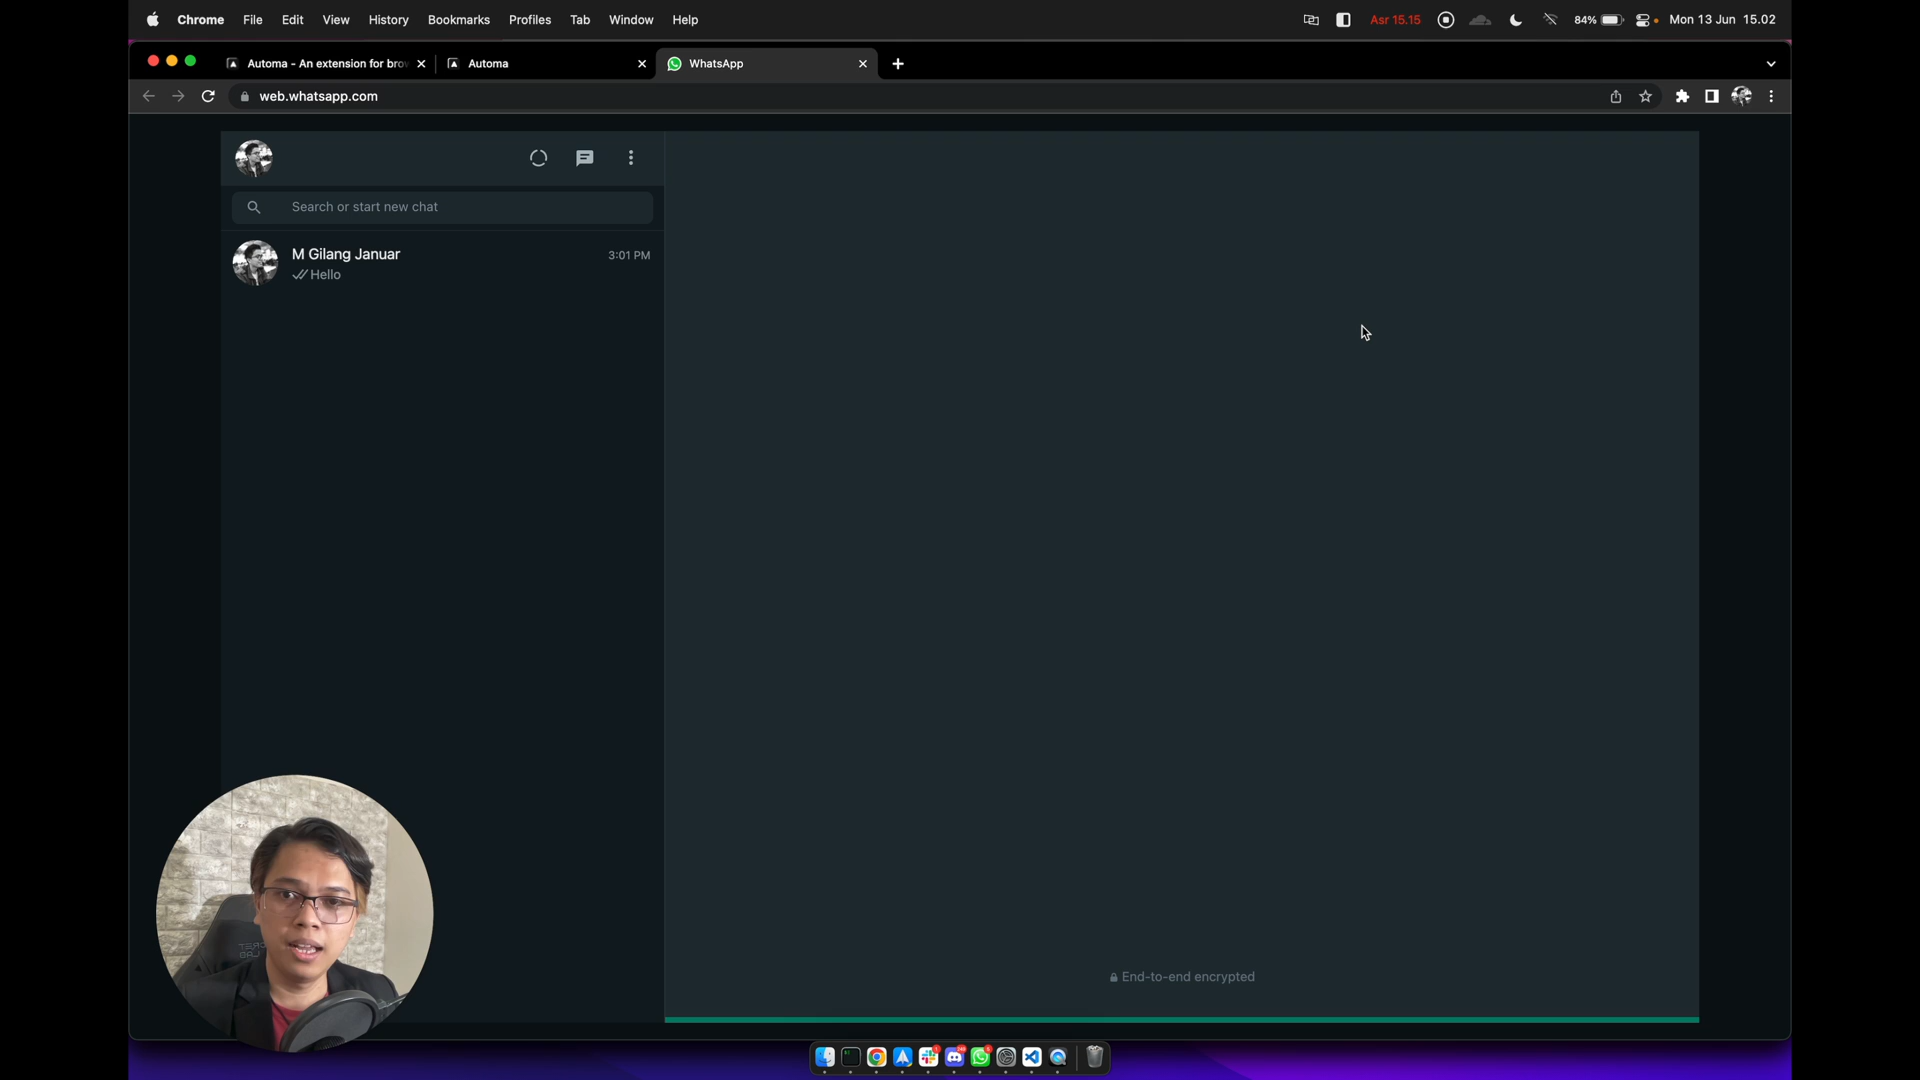 Chrome File Edit View History Bookmarks Profiles Tab Window Help Asr 15.15 84% Mon 13 Jun 15.02
Automa - An extension for brow Automa WhatsApp
web.whatsapp.com
Search or start new chat
M Gilang Januar 3:01 PM
Hello
End-to-end encrypted